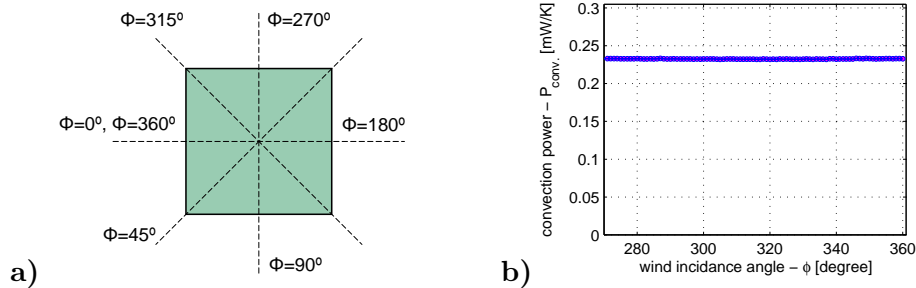 Φ=315º
Φ=270º
Φ=0º, Φ=360º
Φ=180º
Φ=45º
Φ=90º
a)
convection power − P_conv. [mW/K]
0.3
0.25
0.2
0.15
0.1
0.05
0
280
300
320
340
360
wind incidance angle − ϕ [degree]
b)